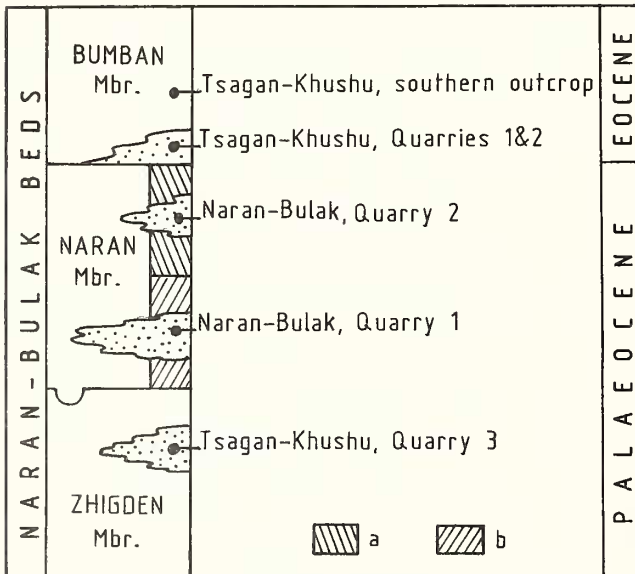 NARAN-BULAK BEDS
BUMBAN
Mbr.
Tsagan-Khushu, southern outcrop
Tsagan-Khushu, Quarries 1&2
NARAN
Mbr.
Naran-Bulak, Quarry 2
Naran-Bulak, Quarry 1
Tsagan-Khushu, Quarry 3
ZHIGDEN
Mbr.
a
b
EOCENE
PALAEOCENE